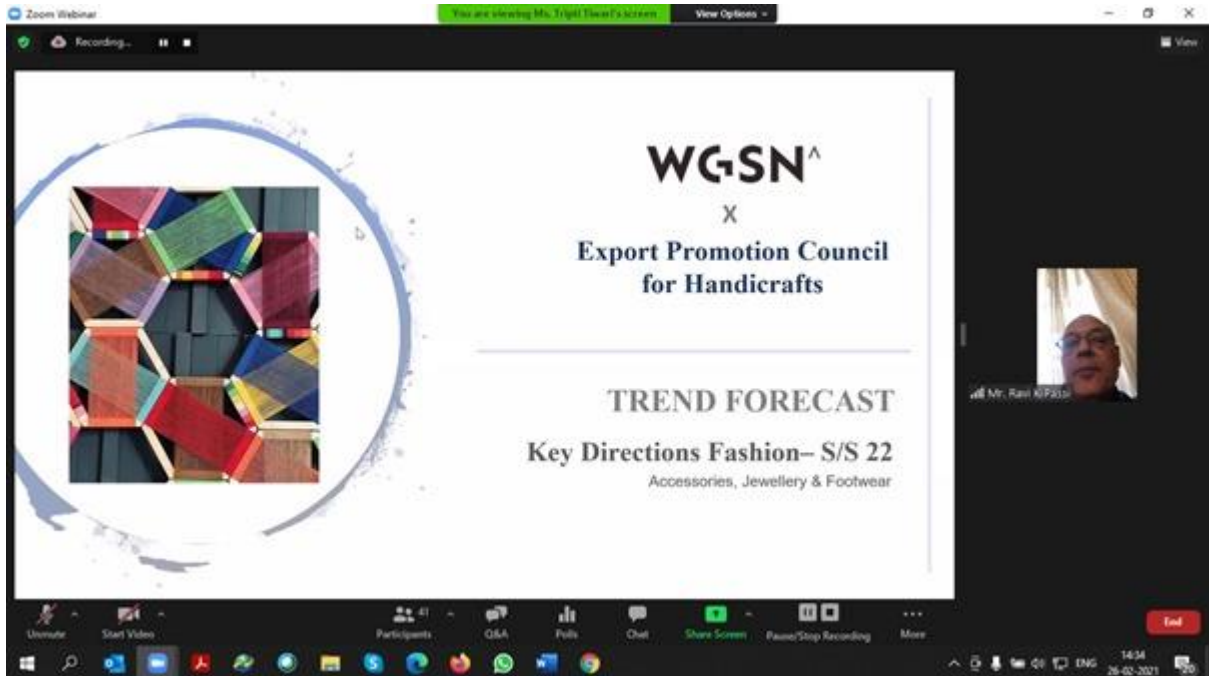 Zoom Webinar
You are viewing Ms. Tripti Tiwari's screen
View Options
Recording...
View
WGSN^
X
Export Promotion Council
for Handicrafts
TREND FORECAST
Key Directions Fashion– S/S 22
Accessories, Jewellery & Footwear
Mr. Ravi K Passi
Unmute
Start Video
41
Participants
Q&A
Polls
Chat
Share Screen
Pause/Stop Recording
More
End
ENG
14:34
26-02-2021
20